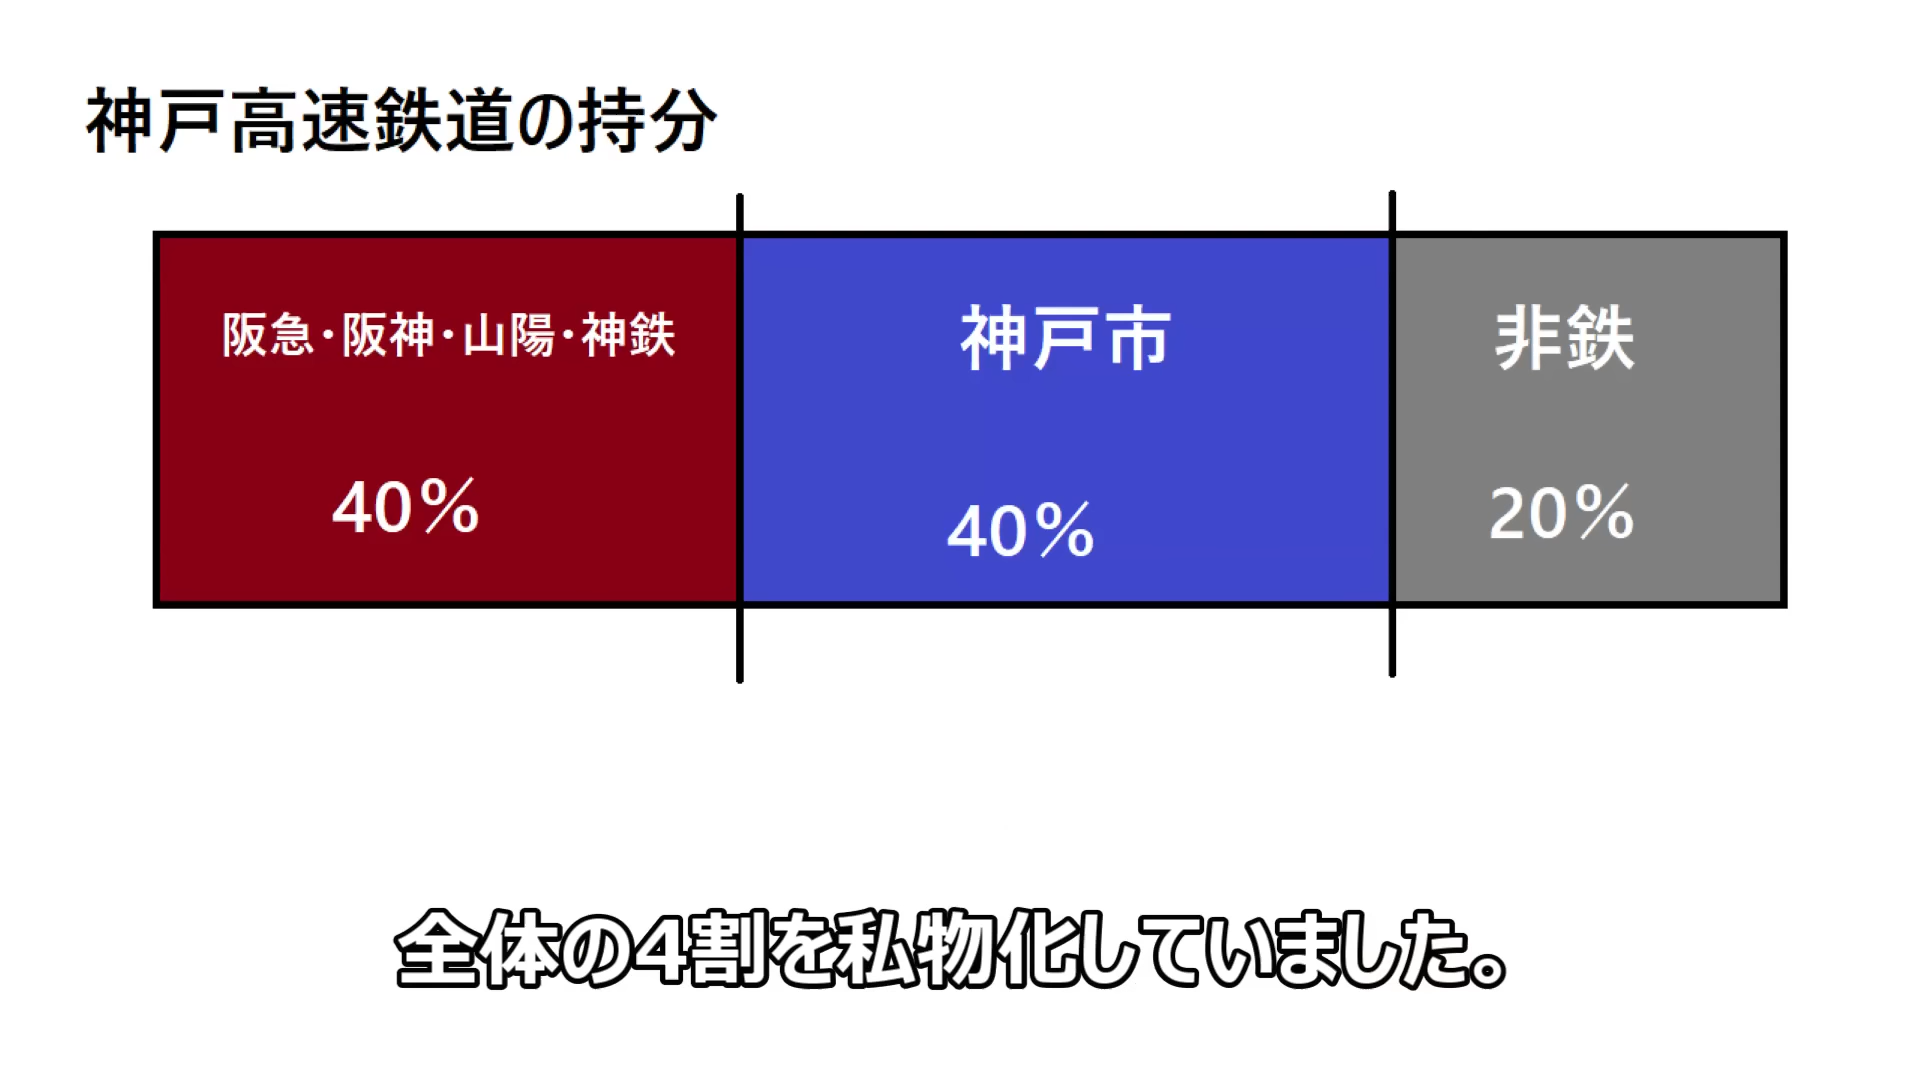 神戸高速鉄道の持分
阪急・阪神・山陽・神鉄
40%
神戸市
40%
非鉄
20%
全体の4割を私物化していました。